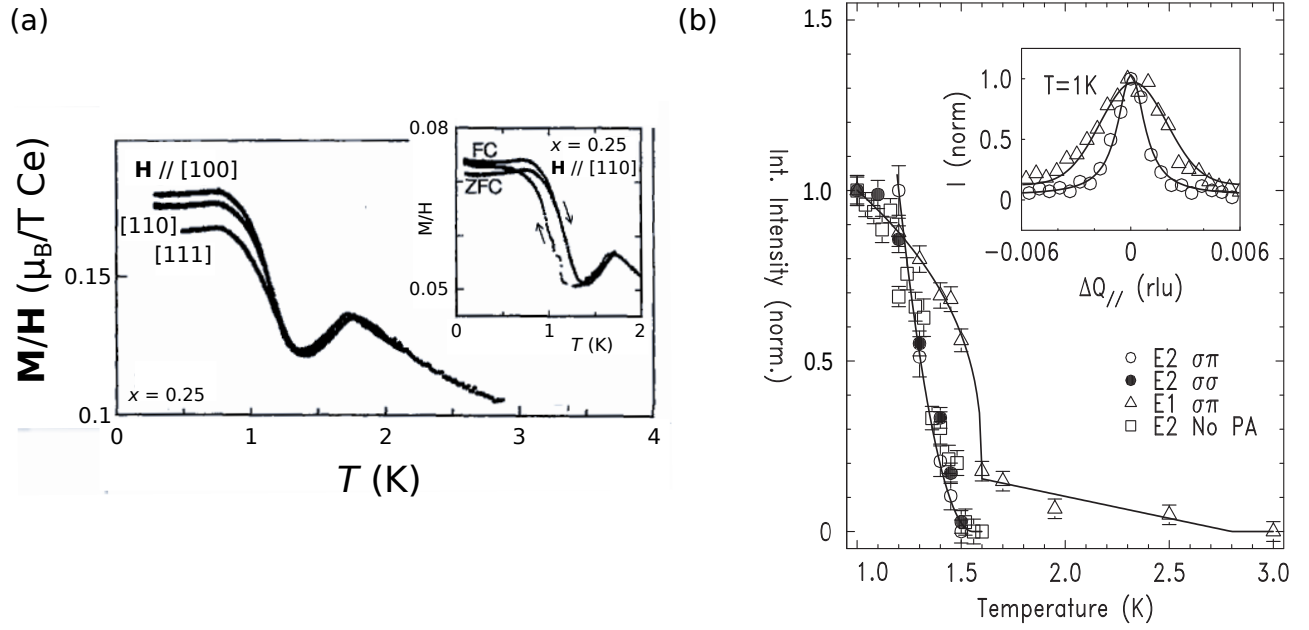 (a)
M/H (μB/T Ce)
0.15
0.1
H // [100]
[110]
[111]
x = 0.25
0 1 2 3 4
T (K)
0.08
0.05
M/H
FC
ZFC
x = 0.25
H // [110]
0 1 2
T (K)
(b)
Int. Intensity (norm.)
1.5
1.0
0.5
0
I (norm)
1.0
0.5
0
T=1K
−0.006 0 0.006
ΔQ// (rlu)
E2 σπ
E2 σσ
E1 σπ
E2 No PA
1.0 1.5 2.0 2.5 3.0
Temperature (K)